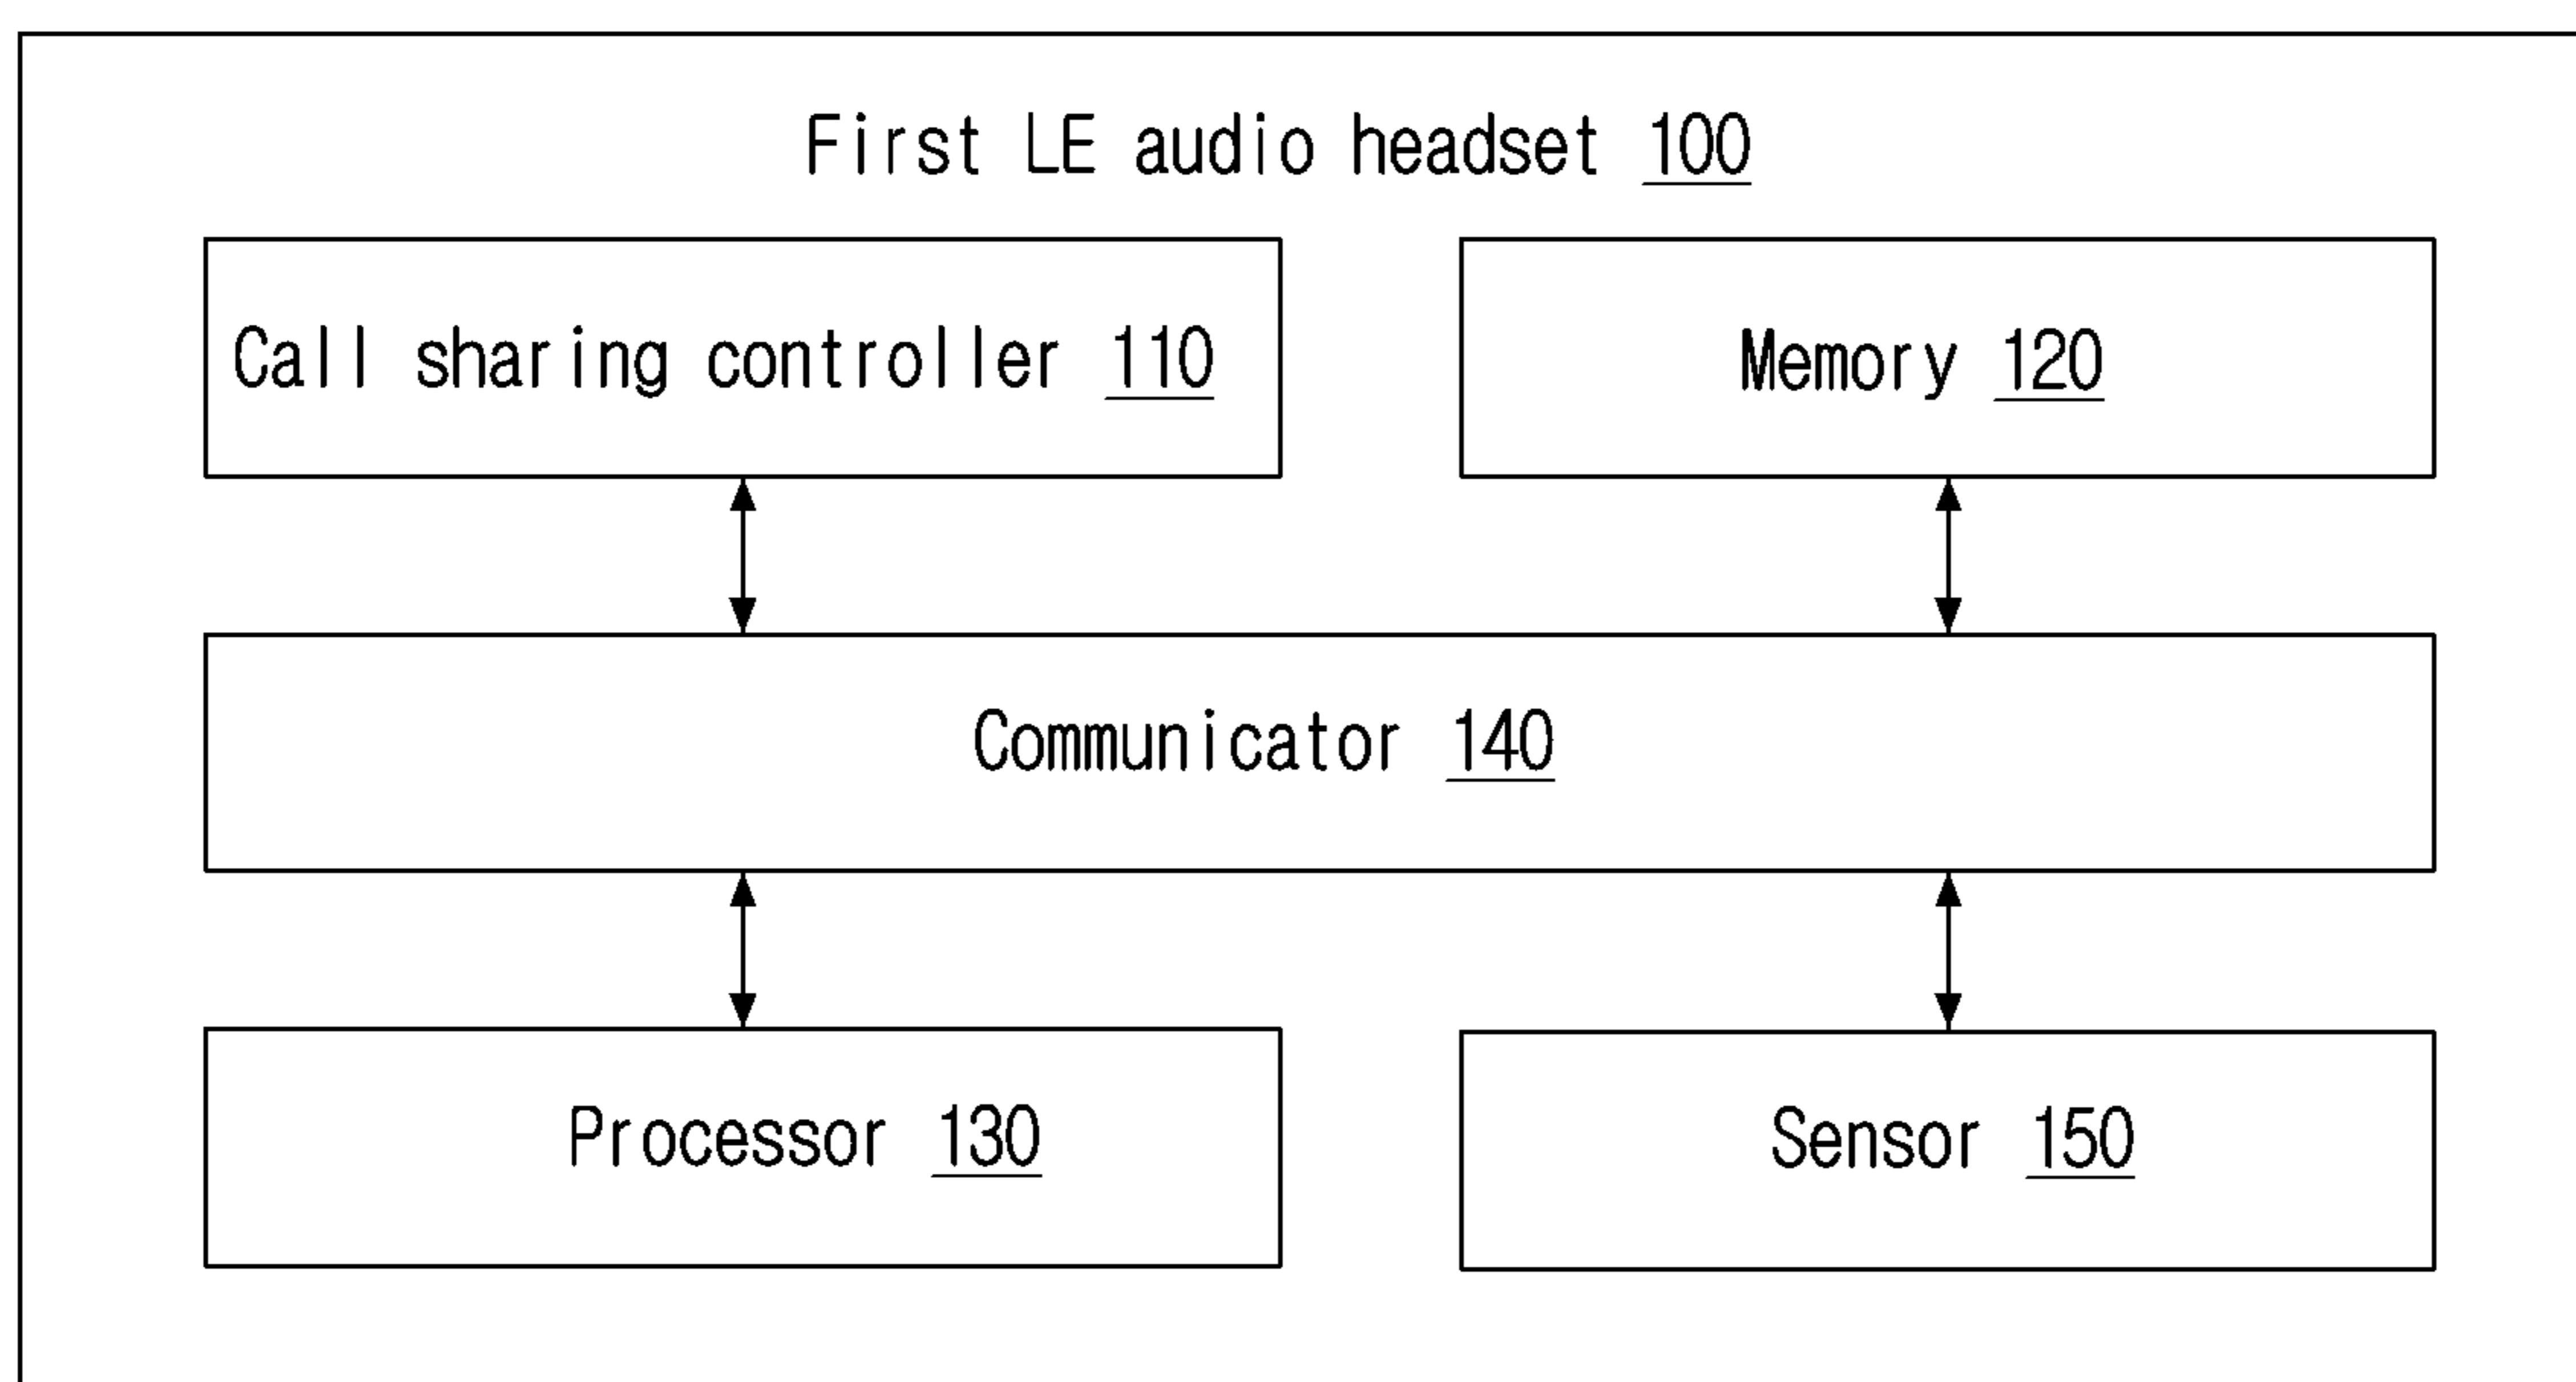 First LE audio headset 100
Call sharing controller 110
Memory 120
Communicator 140
Processor 130
Sensor 150